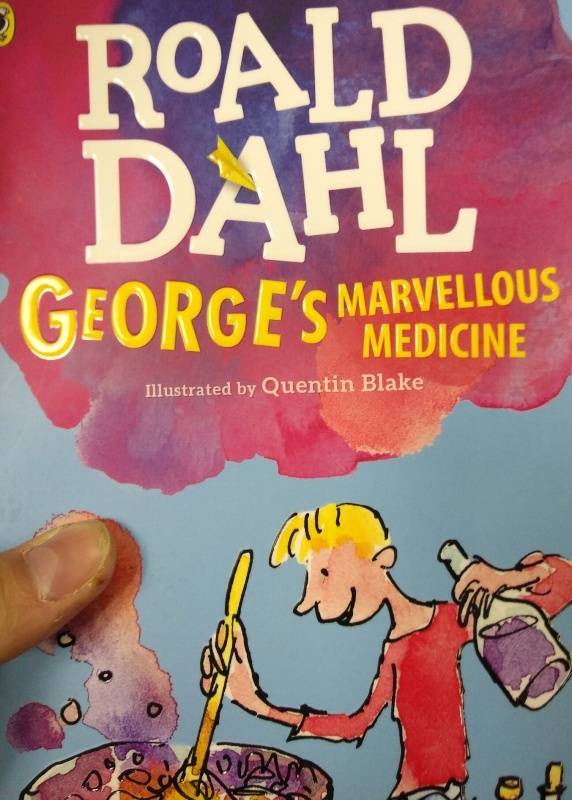 ROALD
DAHL
GEORGE'S MARVELLOUS
MEDICINE
Illustrated by Quentin Blake